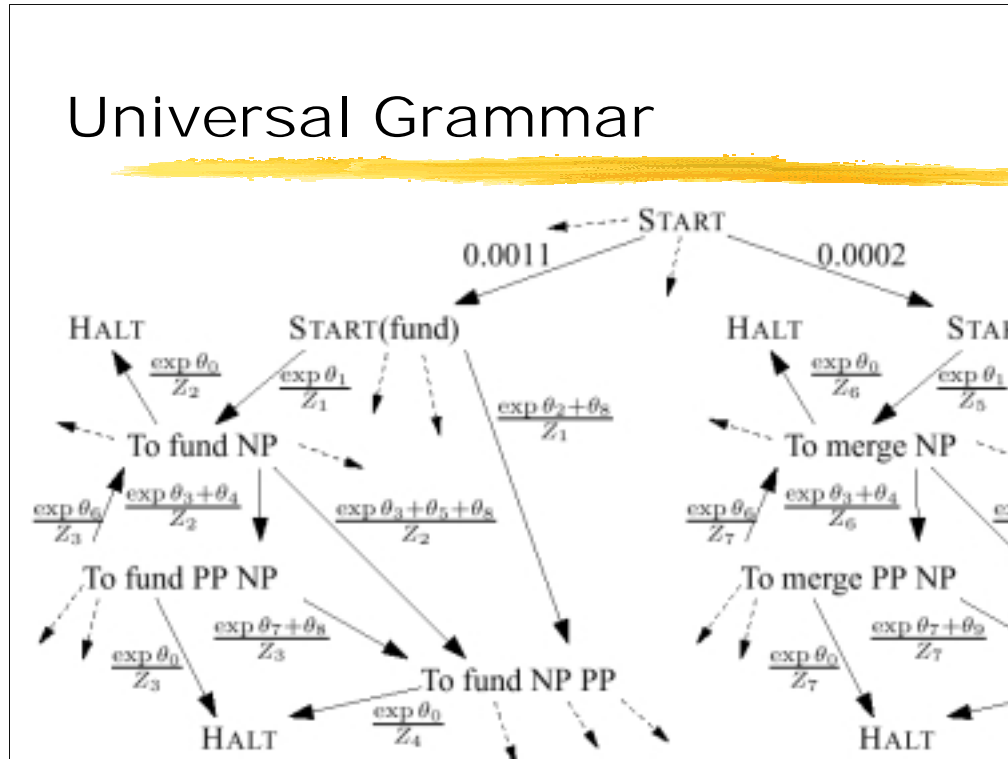 Universal Grammar
START
0.0011 0.0002
HALT START(fund) HALT STAR
exp θ₀ / Z₂ exp θ₁ / Z₁ exp θ₀ / Z₆ exp θ₁ / Z₅
exp θ₂+θ₈ / Z₁
To fund NP To merge NP
exp θ₆ / Z₃ exp θ₃+θ₄ / Z₂ exp θ₃+θ₅+θ₈ / Z₂ exp θ₆ / Z₇ exp θ₃+θ₄ / Z₆
To fund PP NP To merge PP NP
exp θ₀ / Z₃ exp θ₇+θ₈ / Z₃ exp θ₀ / Z₇ exp θ₇+θ₉ / Z₇
To fund NP PP
exp θ₀ / Z₄
HALT HALT